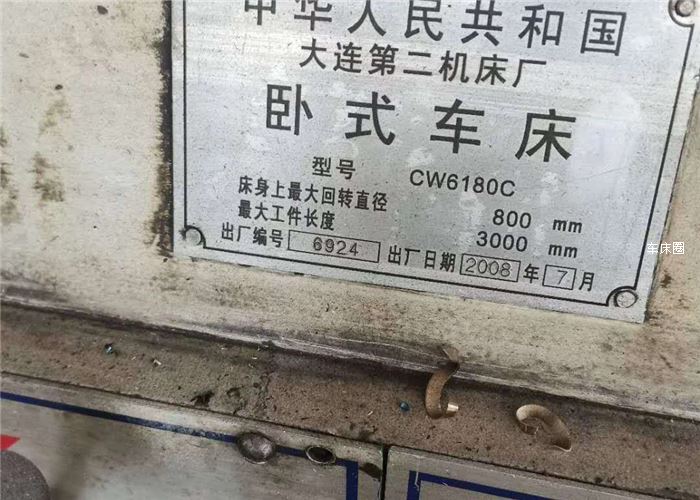 中华人民共和国
大连第二机床厂
卧式车床
型号 CW6180C
床身上最大回转直径 800 mm
最大工件长度 3000 mm
出厂编号 6924 出厂日期 2008 年 7 月
车床圈